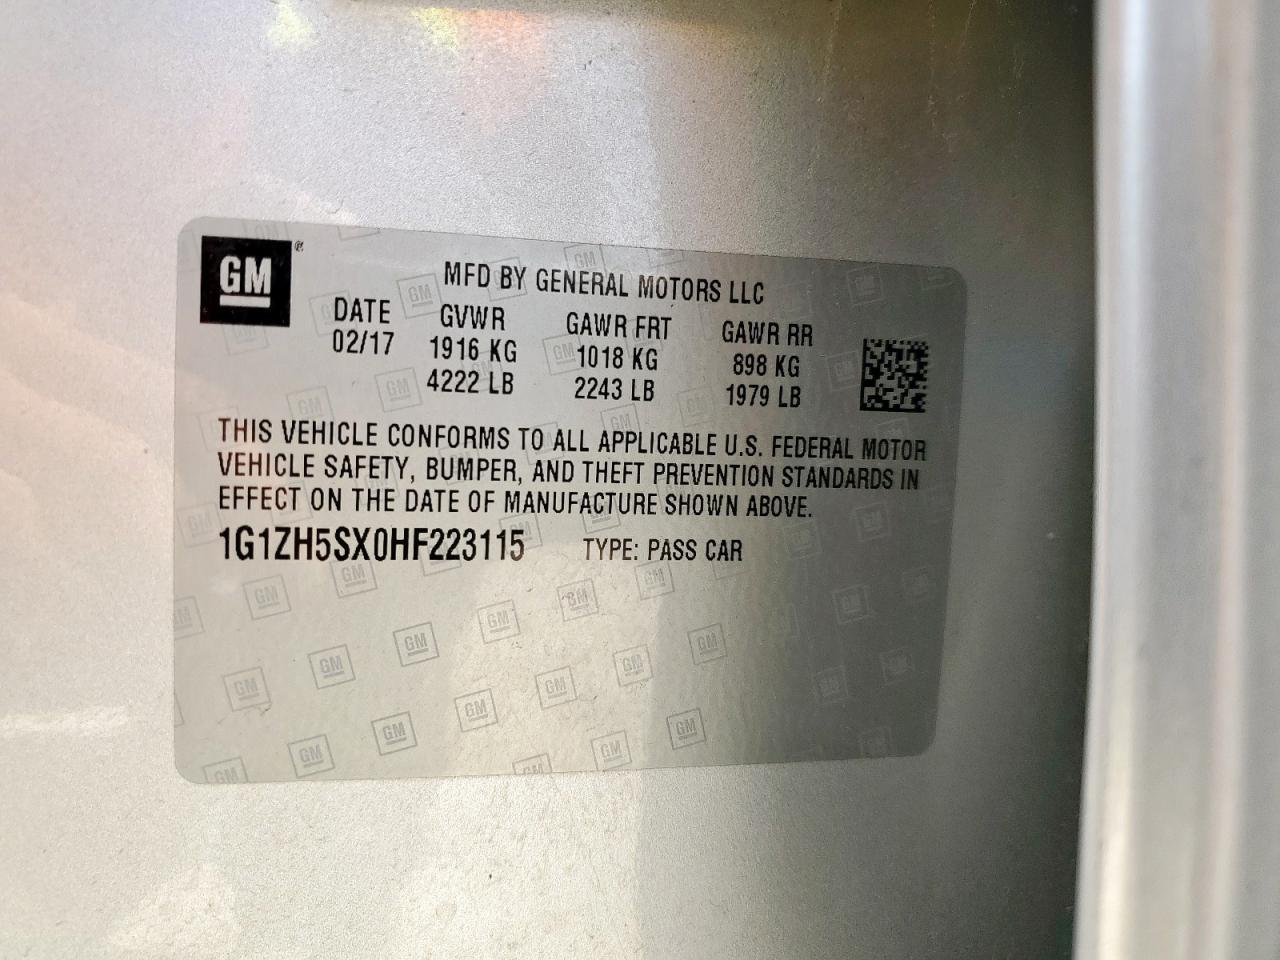 GM ®
MFD BY GENERAL MOTORS LLC
DATE GVWR GAWR FRT GAWR RR
02/17 1916 KG 1018 KG 898 KG
4222 LB 2243 LB 1979 LB
THIS VEHICLE CONFORMS TO ALL APPLICABLE U.S. FEDERAL MOTOR
VEHICLE SAFETY, BUMPER, AND THEFT PREVENTION STANDARDS IN
EFFECT ON THE DATE OF MANUFACTURE SHOWN ABOVE.
1G1ZH5SX0HF223115 TYPE: PASS CAR